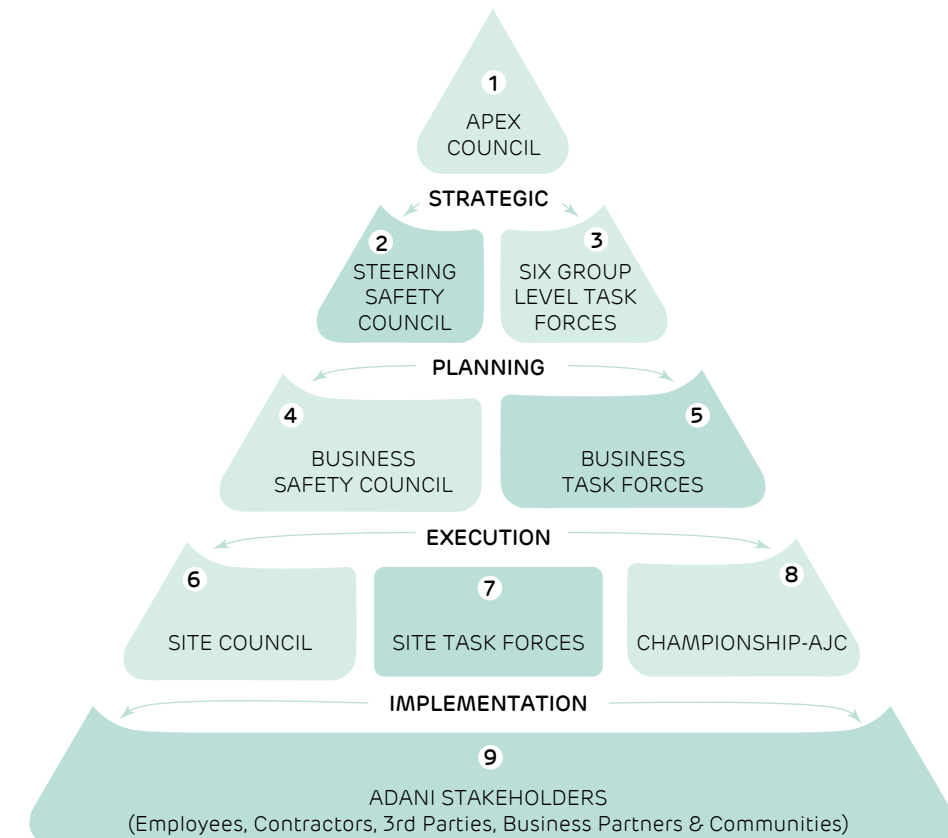 1
APEX
COUNCIL
STRATEGIC
2
STEERING
SAFETY
COUNCIL
3
SIX GROUP
LEVEL TASK
FORCES
PLANNING
4
BUSINESS
SAFETY COUNCIL
5
BUSINESS
TASK FORCES
EXECUTION
6
SITE COUNCIL
7
SITE TASK FORCES
8
CHAMPIONSHIP-AJC
IMPLEMENTATION
9
ADANI STAKEHOLDERS
(Employees, Contractors, 3rd Parties, Business Partners & Communities)